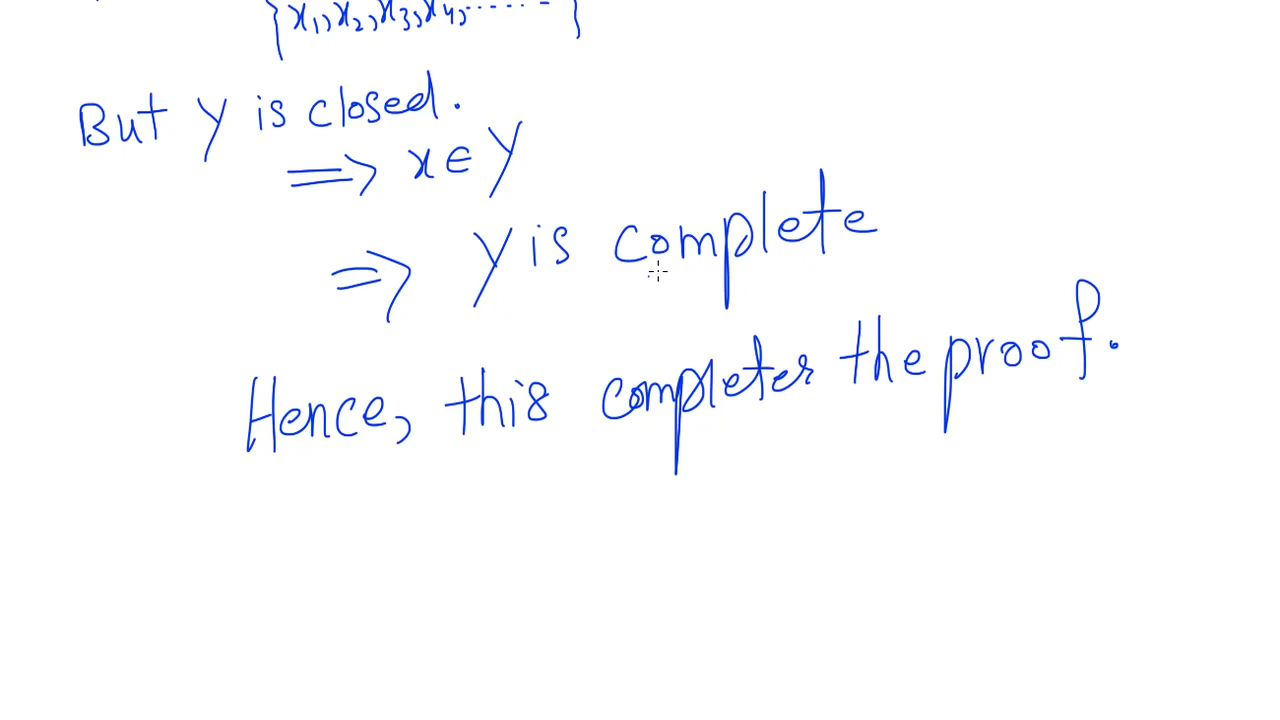 {x1, x2, x3, x4, ....... }
But Y is closed.
⇒ x ∈ Y
⇒ Y is complete
Hence, this completes the proof.